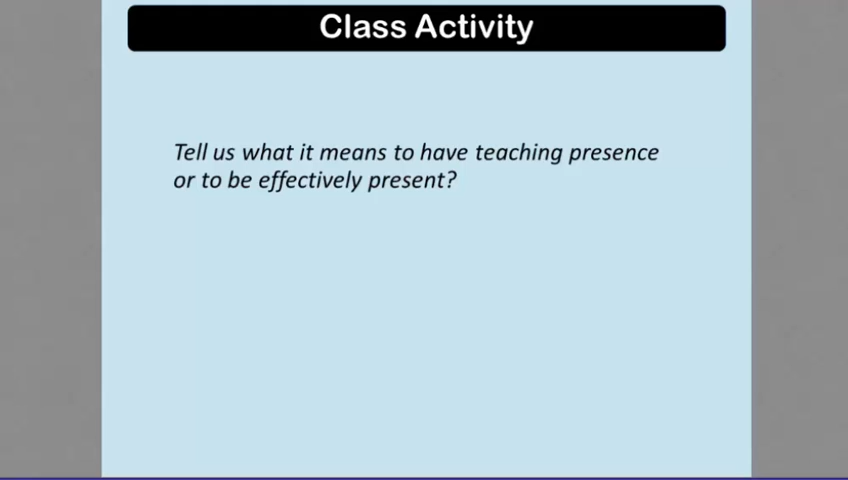 Class Activity
Tell us what it means to have teaching presence
or to be effectively present?